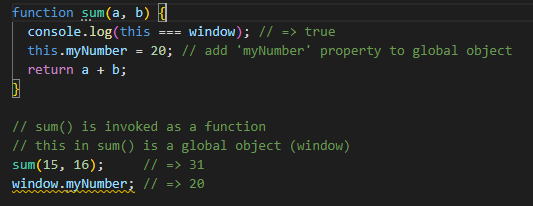 function sum(a, b) {
  console.log(this === window); // => true
  this.myNumber = 20; // add 'myNumber' property to global object
  return a + b;
}

// sum() is invoked as a function
// this in sum() is a global object (window)
sum(15, 16);      // => 31
window.myNumber; // => 20